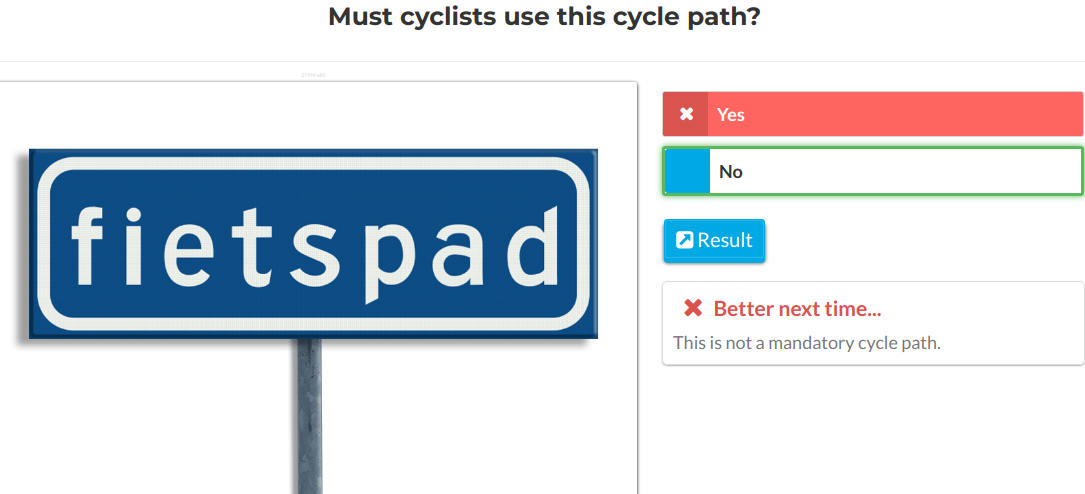 Must cyclists use this cycle path?
fietspad
Yes
No
Result
Better next time...
This is not a mandatory cycle path.